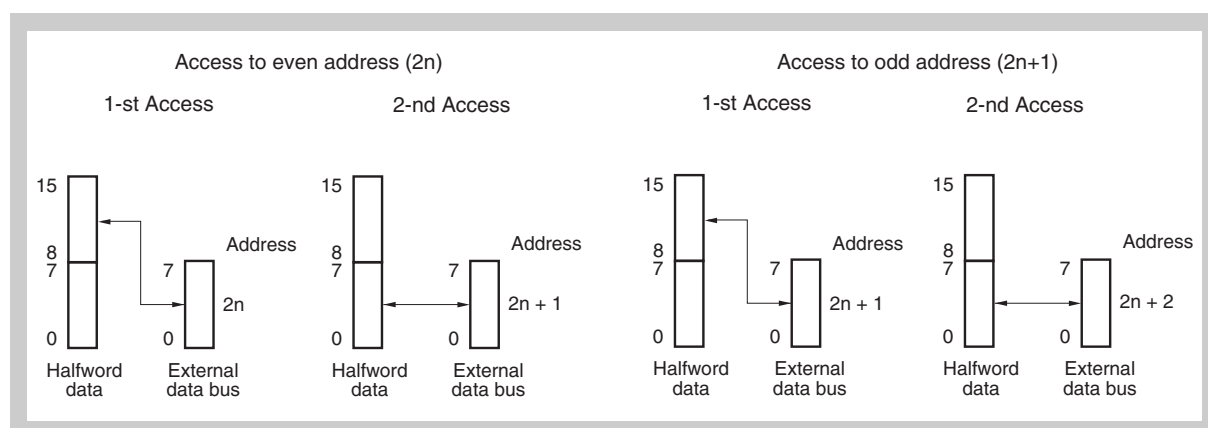 Access to even address (2n)
Access to odd address (2n+1)
1-st Access
2-nd Access
1-st Access
2-nd Access
15
8
7
0
Halfword
data
Address
7
2n
0
External
data bus
15
8
7
0
Halfword
data
Address
7
2n + 1
0
External
data bus
15
8
7
0
Halfword
data
Address
7
2n + 1
0
External
data bus
15
8
7
0
Halfword
data
Address
7
2n + 2
0
External
data bus